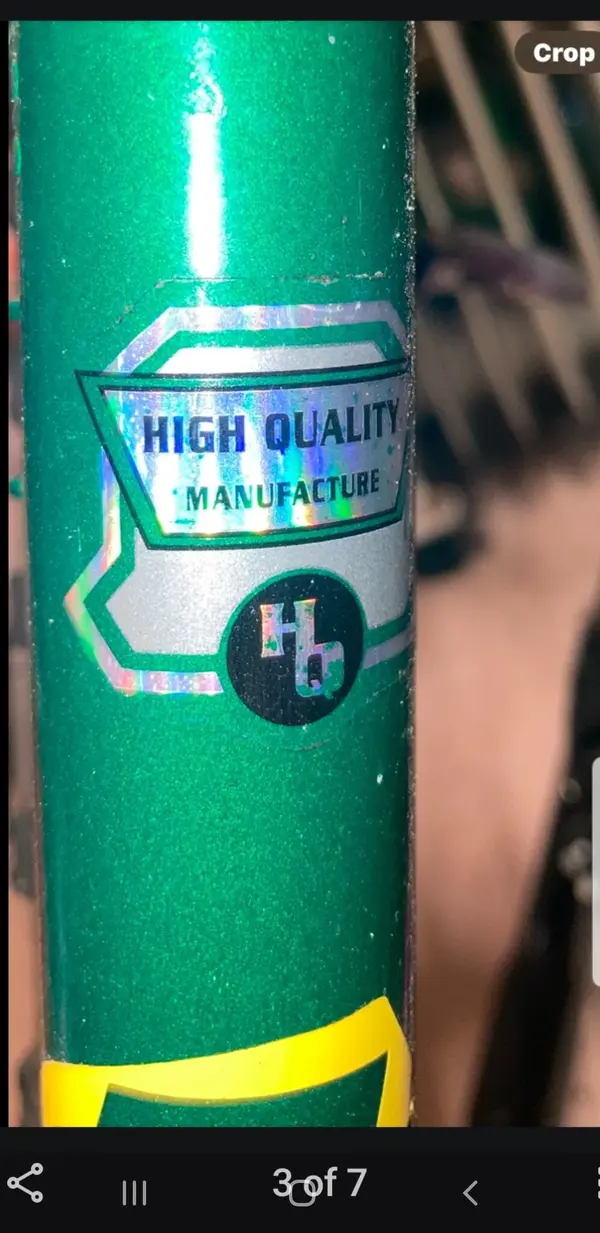 Crop
HIGH QUALITY
MANUFACTURE
HQ
3 of 7